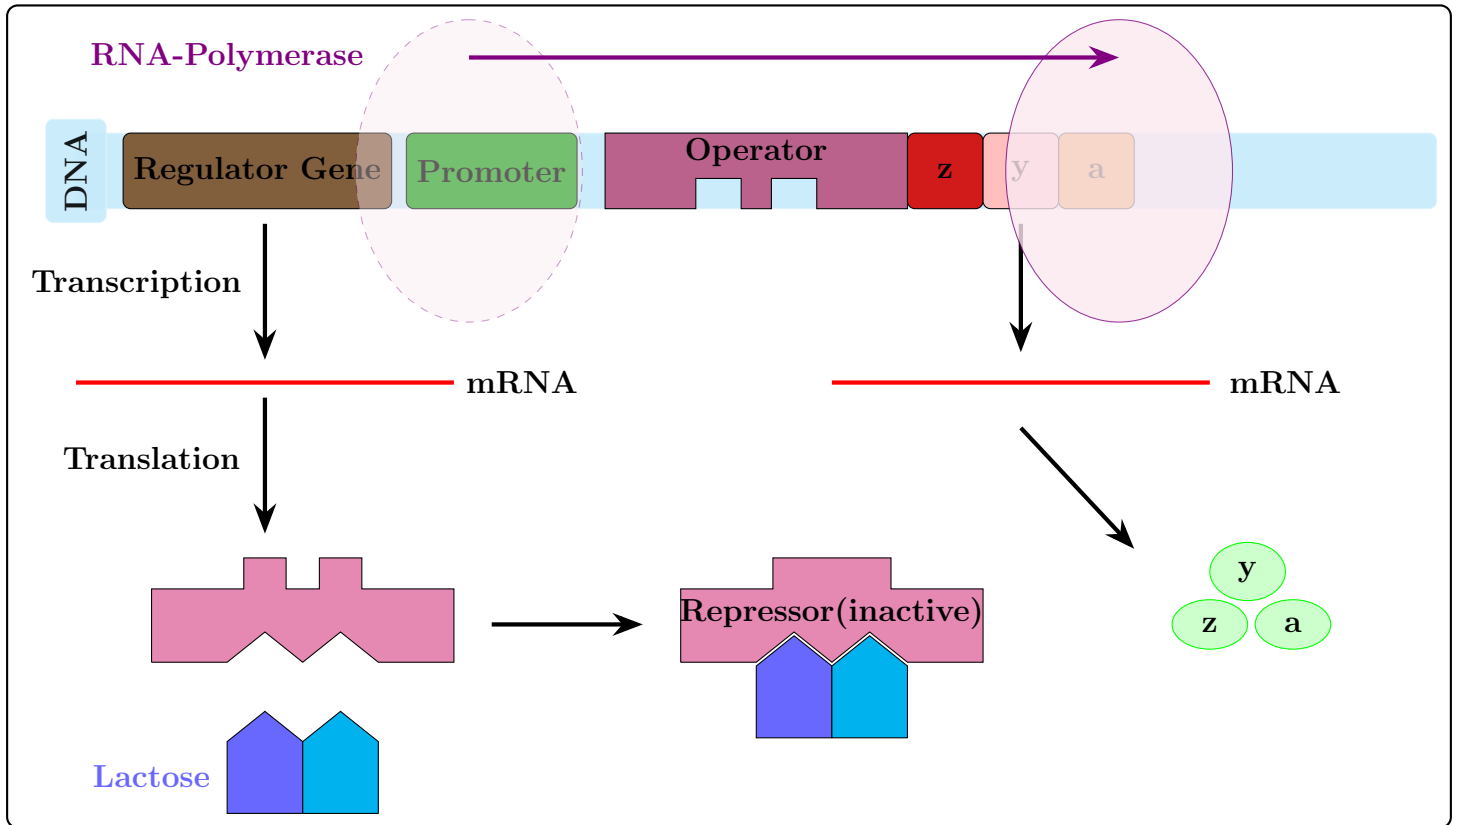 RNA-Polymerase
DNA
Regulator Gene
Promoter
Operator
z
y
a
Transcription
mRNA
mRNA
Translation
y
z
a
Repressor(inactive)
Lactose